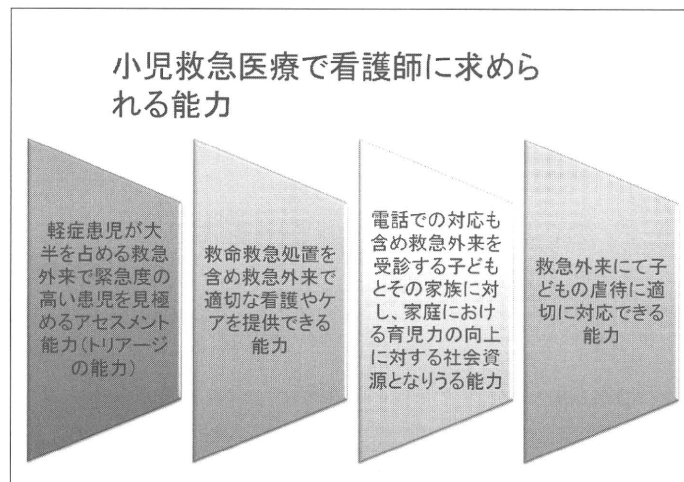 小児救急医療で看護師に求めら
れる能力
軽症患児が大
半を占める救急
外来で緊急度の
高い患児を見極
めるアセスメント
能力(トリアージ
の能力)
救命救急処置を
含め救急外来で
適切な看護やケ
アを提供できる
能力
電話での対応も
含め救急外来を
受診する子ども
とその家族に対
し、家庭におけ
る育児力の向上
に対する社会資
源となりうる能力
救急外来にて子
どもの虐待に適
切に対応できる
能力